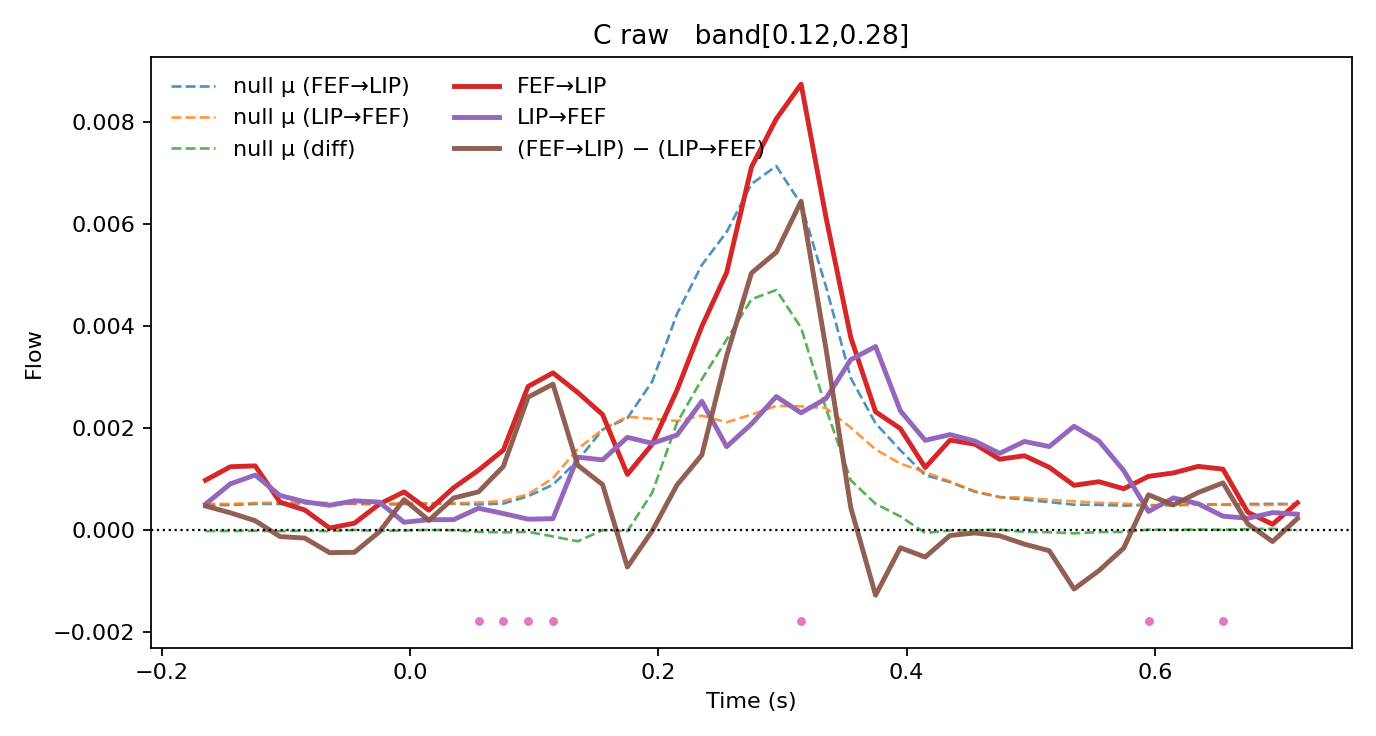 C raw   band[0.12,0.28]
null μ (FEF→LIP)
null μ (LIP→FEF)
null μ (diff)
FEF→LIP
LIP→FEF
(FEF→LIP) − (LIP→FEF)
Flow
0.008
0.006
0.004
0.002
0.000
−0.002
−0.2
0.0
0.2
0.4
0.6
Time (s)